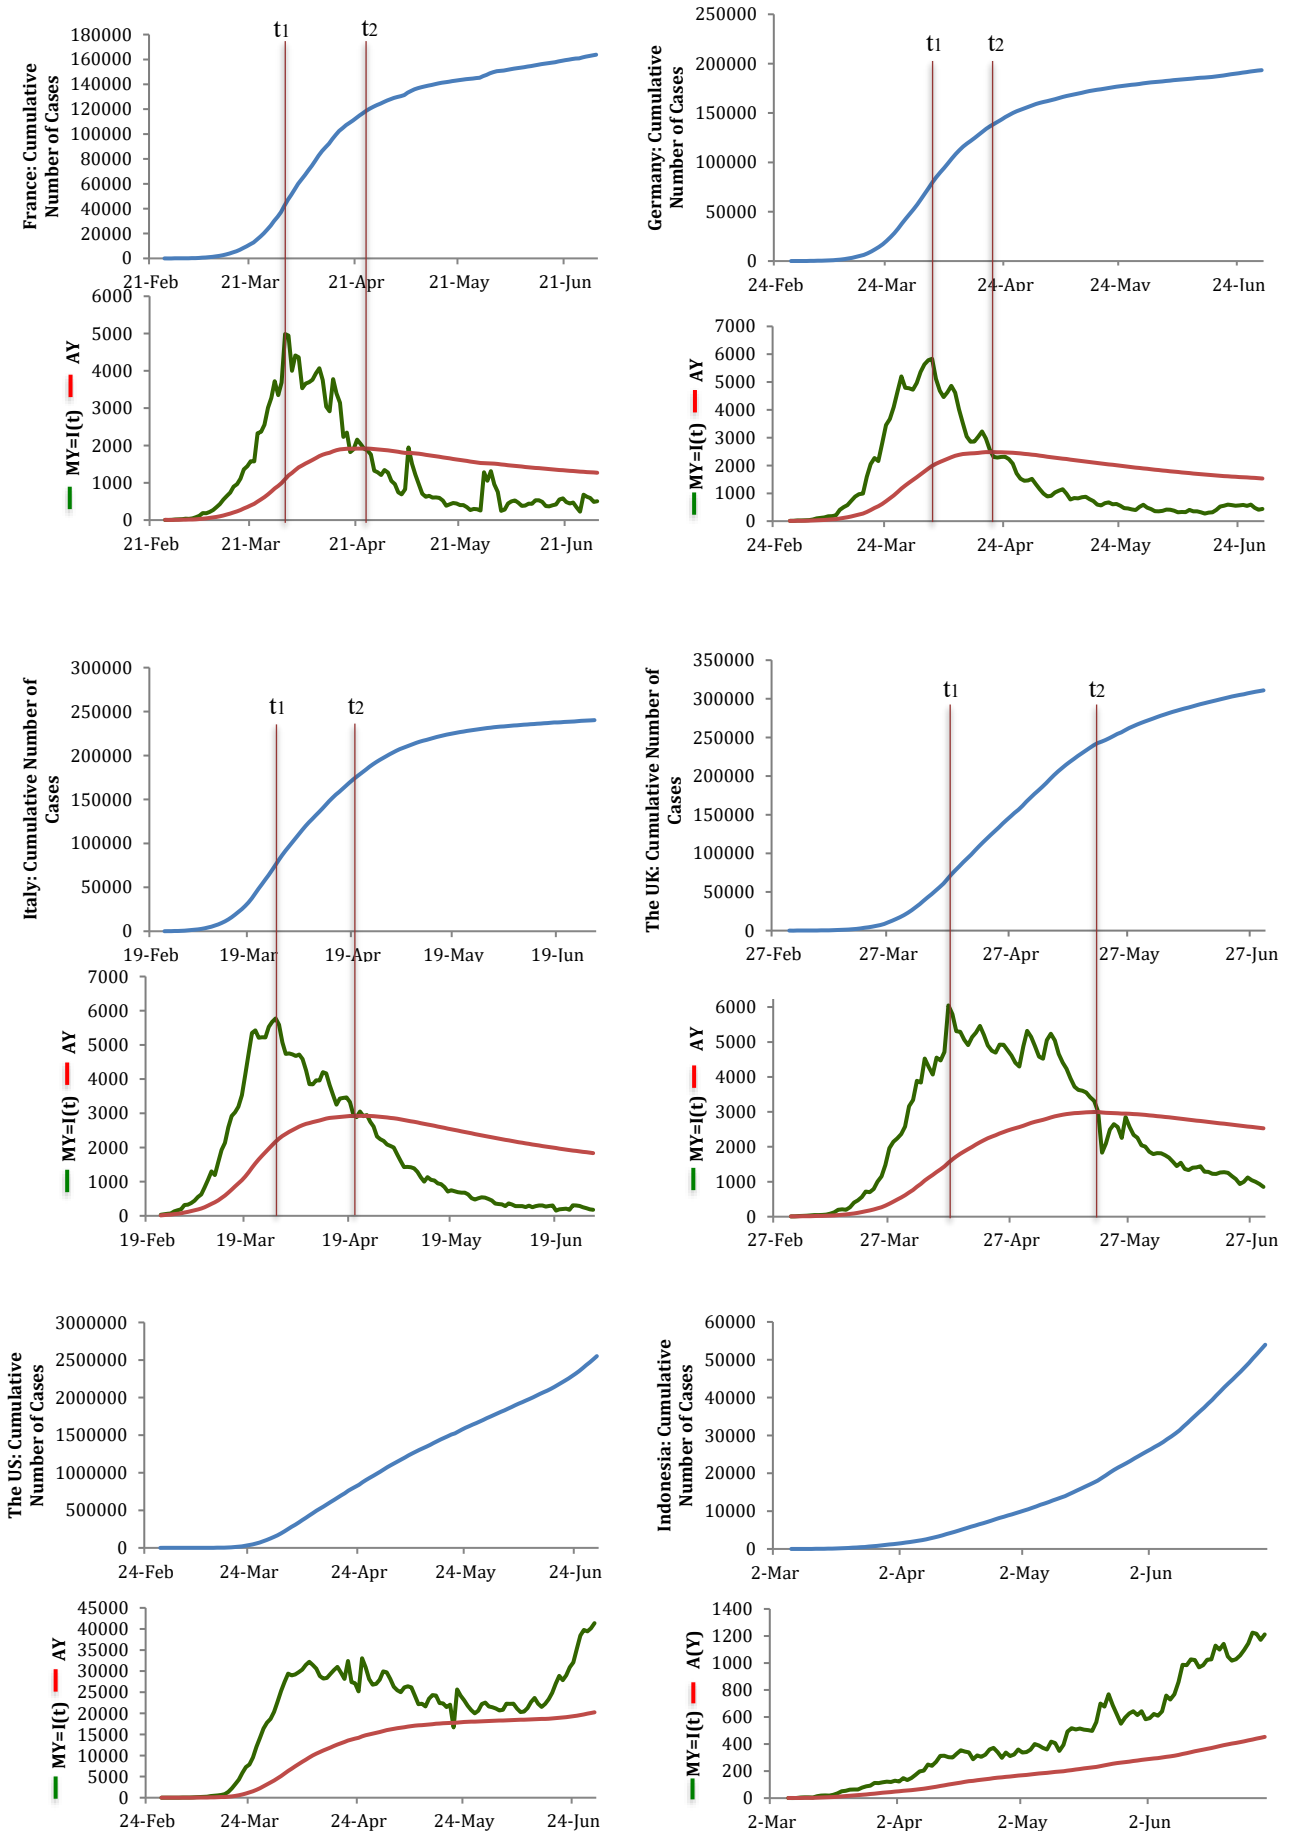 France: Cumulative
Number of Cases
t1
t2
180000
160000
140000
120000
100000
80000
60000
40000
20000
0
21-Feb
21-Mar
21-Apr
21-May
21-Jun
MY=I(t)
AY
6000
5000
4000
3000
2000
1000
0
21-Feb
21-Mar
21-Apr
21-May
21-Jun
Germany: Cumulative
Number of Cases
t1
t2
250000
200000
150000
100000
50000
0
24-Feb
24-Mar
24-Apr
24-May
24-Jun
MY=I(t)
AY
7000
6000
5000
4000
3000
2000
1000
0
24-Feb
24-Mar
24-Apr
24-May
24-Jun
Italy: Cumulative Number of
Cases
t1
t2
300000
250000
200000
150000
100000
50000
0
19-Feb
19-Mar
19-Apr
19-May
19-Jun
MY=I(t)
AY
7000
6000
5000
4000
3000
2000
1000
0
19-Feb
19-Mar
19-Apr
19-May
19-Jun
The UK: Cumulative Number of
Cases
t1
t2
350000
300000
250000
200000
150000
100000
50000
0
27-Feb
27-Mar
27-Apr
27-May
27-Jun
MY=I(t)
AY
6000
5000
4000
3000
2000
1000
0
27-Feb
27-Mar
27-Apr
27-May
27-Jun
The US: Cumulative
Number of Cases
3000000
2500000
2000000
1500000
1000000
500000
0
24-Feb
24-Mar
24-Apr
24-May
24-Jun
MY=I(t)
AY
45000
40000
35000
30000
25000
20000
15000
10000
5000
0
24-Feb
24-Mar
24-Apr
24-May
24-Jun
Indonesia: Cumulative
Number of Cases
60000
50000
40000
30000
20000
10000
0
2-Mar
2-Apr
2-May
2-Jun
MY=I(t)
A(Y)
1400
1200
1000
800
600
400
200
0
2-Mar
2-Apr
2-May
2-Jun